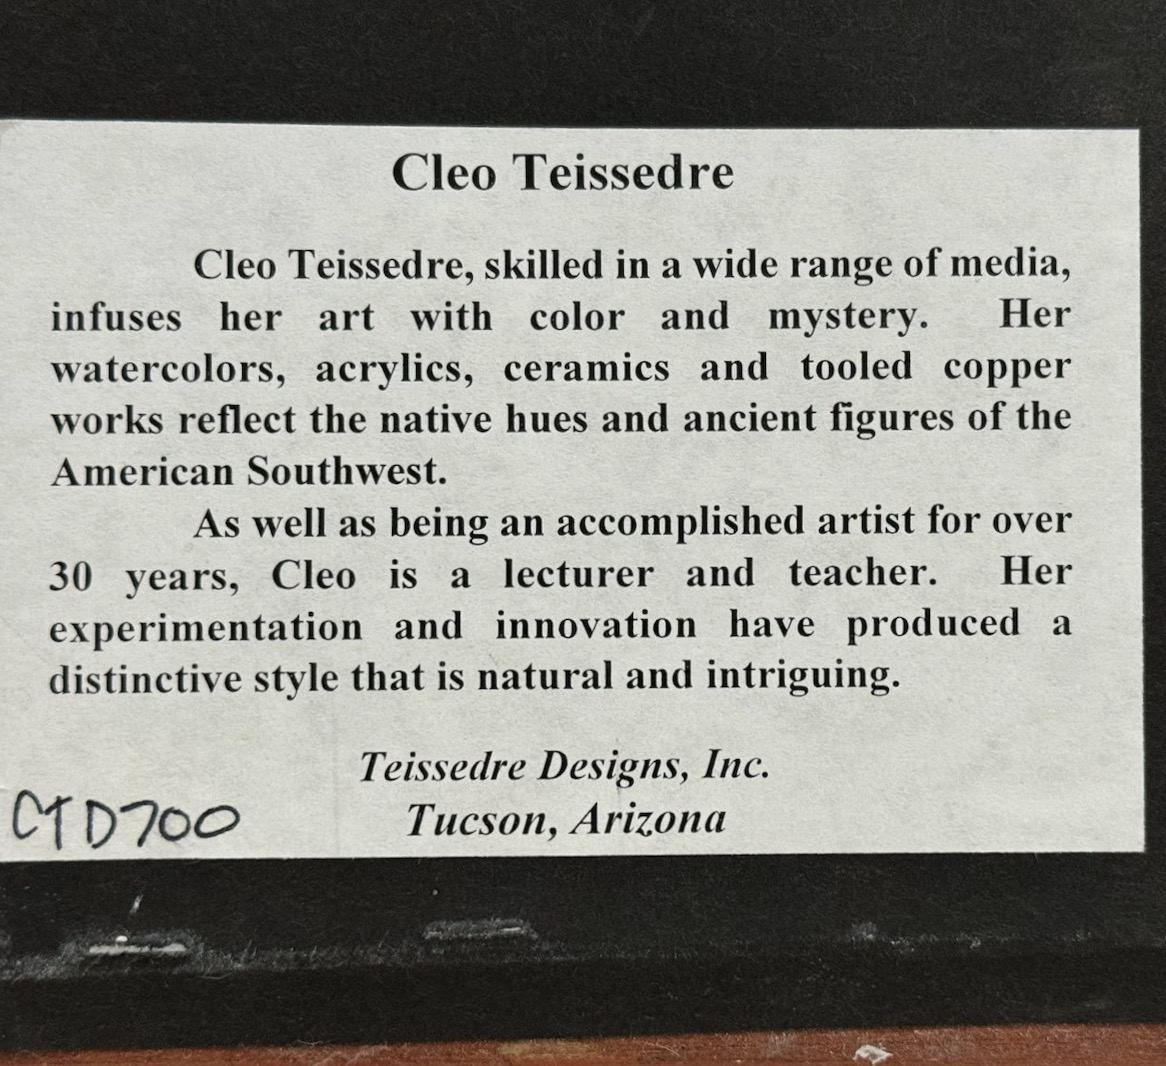 Cleo Teissedre
Cleo Teissedre, skilled in a wide range of media,
infuses her art with color and mystery. Her
watercolors, acrylics, ceramics and tooled copper
works reflect the native hues and ancient figures of the
American Southwest.
As well as being an accomplished artist for over
30 years, Cleo is a lecturer and teacher. Her
experimentation and innovation have produced a
distinctive style that is natural and intriguing.
Teissedre Designs, Inc.
Tucson, Arizona
CTD700